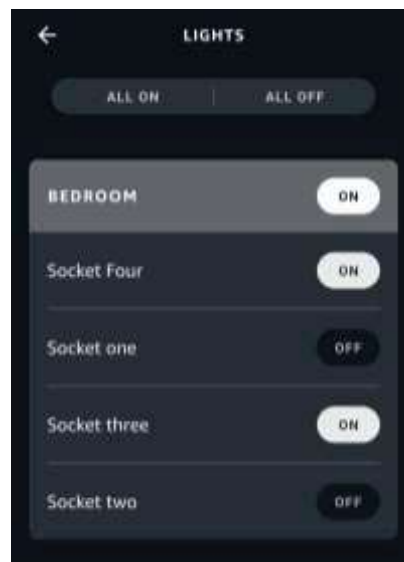 LIGHTS
ALL ON | ALL OFF
BEDROOM ON
Socket Four ON
Socket one OFF
Socket three ON
Socket two OFF